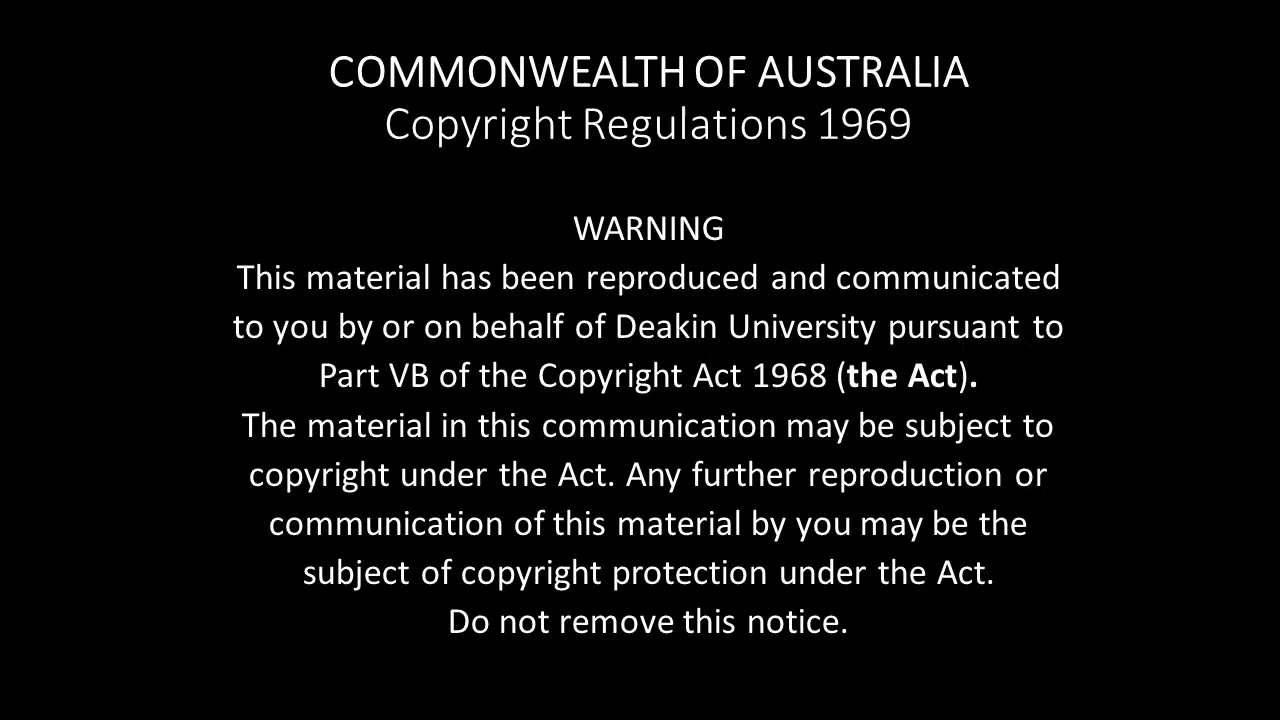 COMMONWEALTH OF AUSTRALIA
Copyright Regulations 1969
WARNING
This material has been reproduced and communicated
to you by or on behalf of Deakin University pursuant to
Part VB of the Copyright Act 1968 (the Act).
The material in this communication may be subject to
copyright under the Act. Any further reproduction or
communication of this material by you may be the
subject of copyright protection under the Act.
Do not remove this notice.